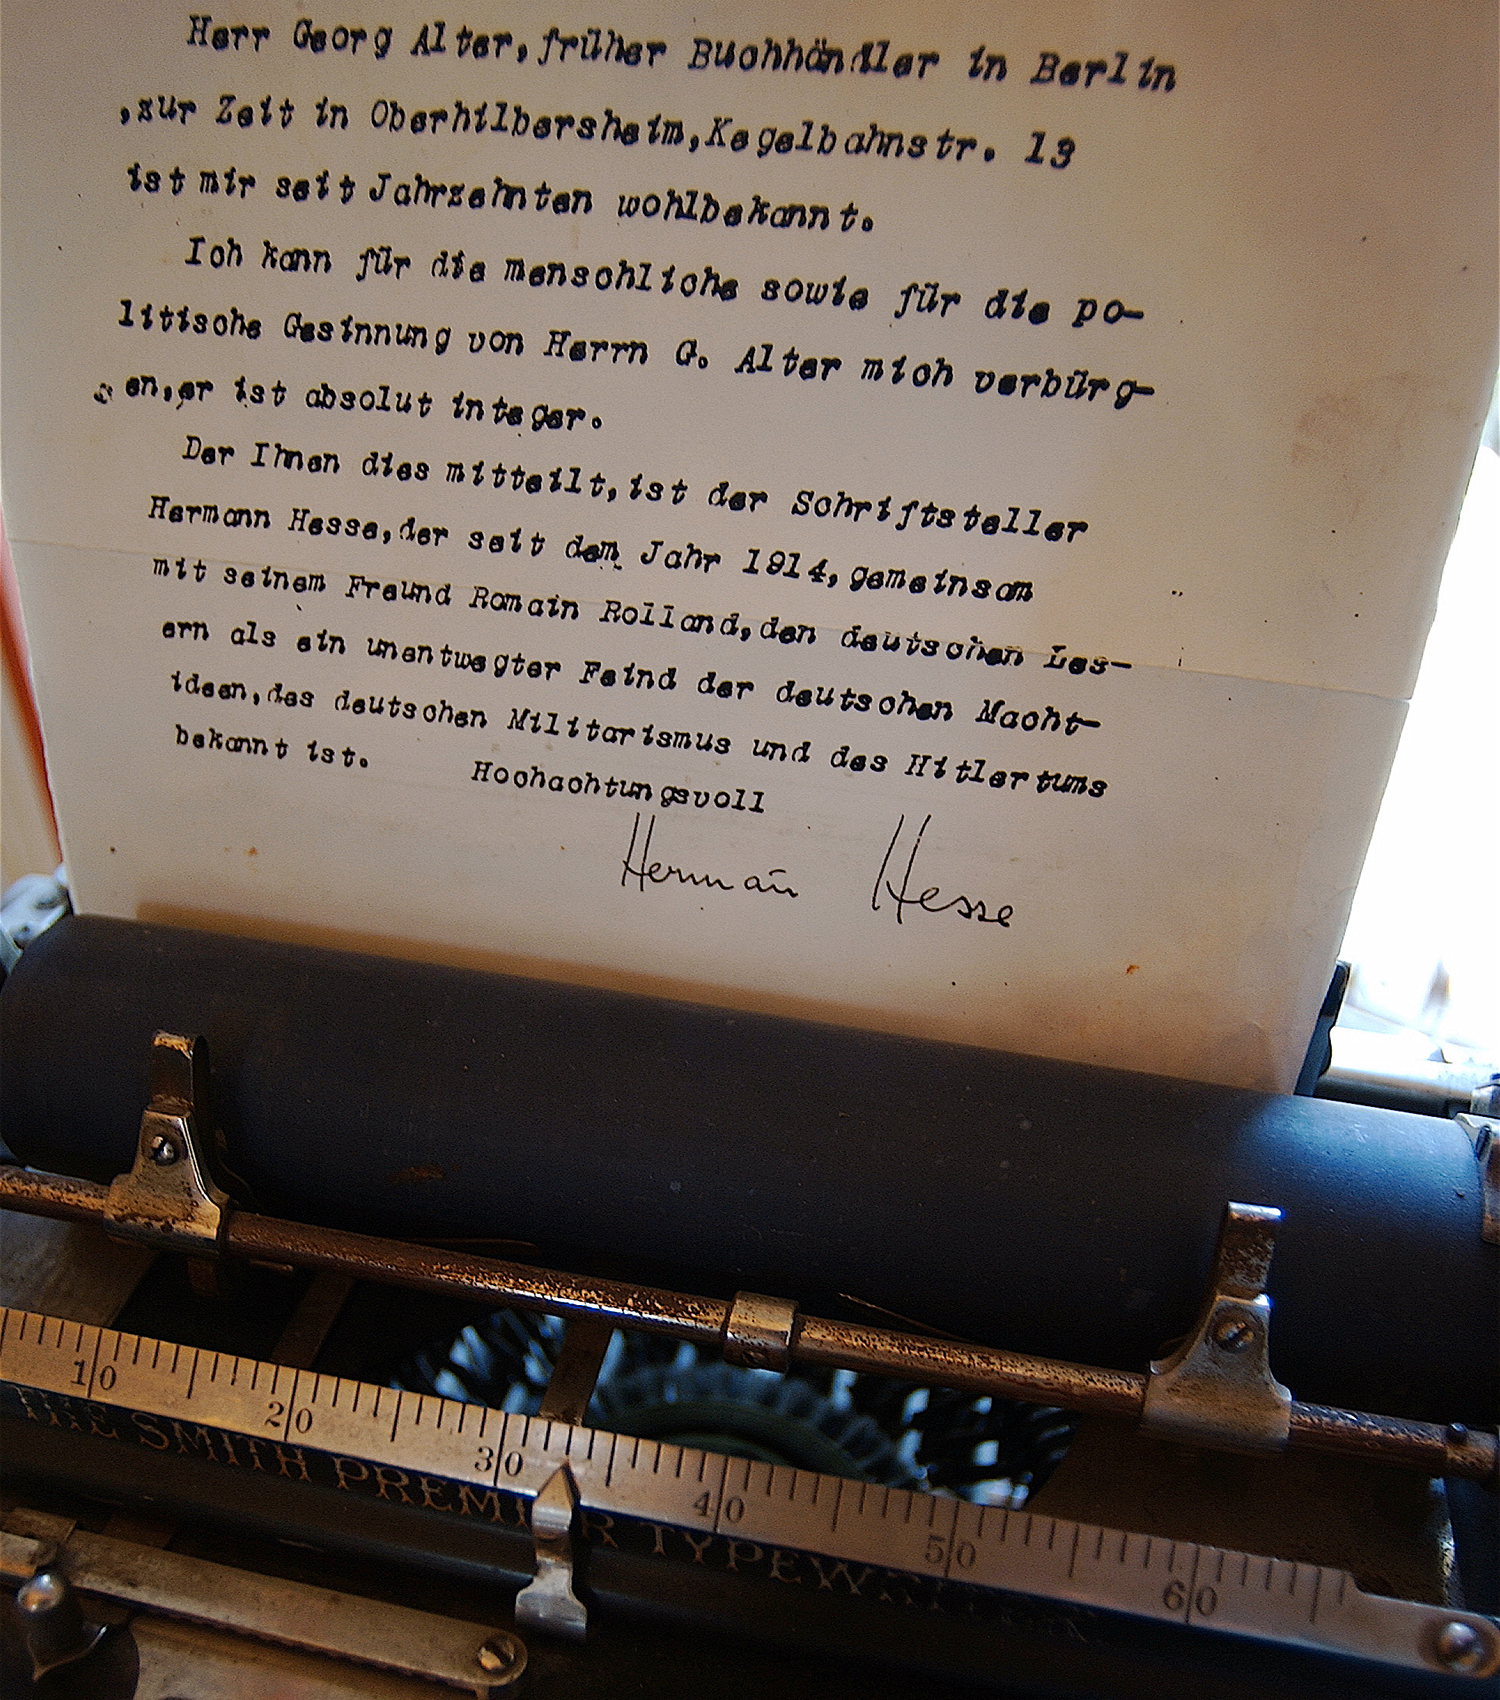 Herr Georg Alter,früher Buchhändler in Berlin
,zur Zeit in Oberhilbersheim,Kegelbahnstr. 13
ist mir seit Jahrzehnten wohlbekannt.
Ich kann für die menschliche sowie für die po-
litische Gesinnung von Herrn G. Alter mich verbürg-
en,er ist absolut integer.
Der Ihnen dies mitteilt,ist der Schriftsteller
Hermann Hesse,der seit dem Jahr 1914,gemeinsam
mit seinem Freund Romain Rolland,den deutschen Les-
ern als ein unentwegter Feind der deutschen Macht-
ideen,des deutschen Militarismus und des Hitlertums
bekannt ist. Hochachtungsvoll
Hermañ Hesse
10 20 30 40 50 60
THE SMITH PREMIER TYPEWRITER